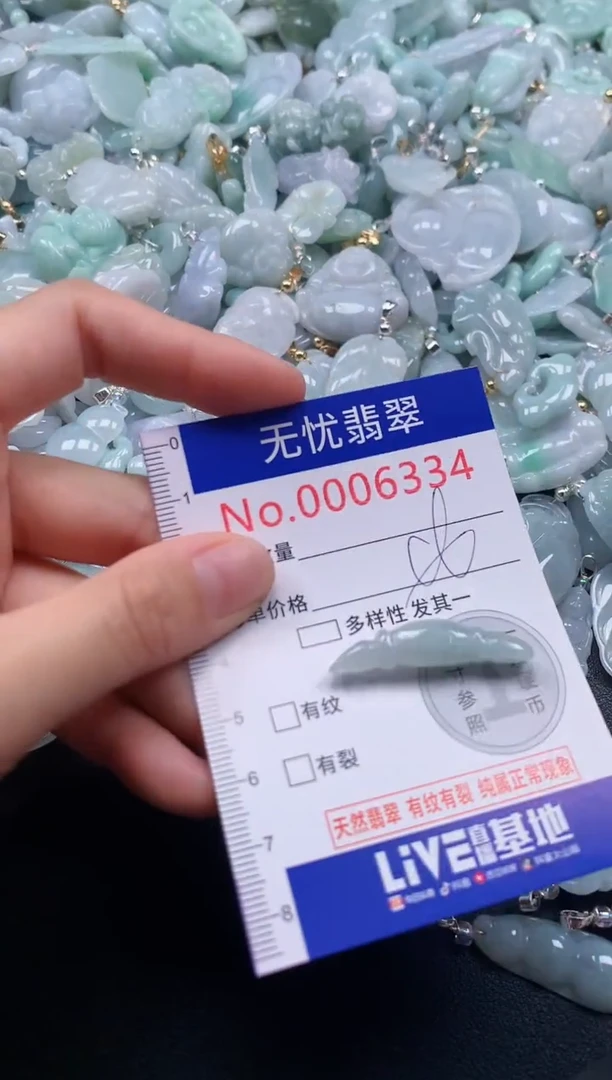 0
无忧翡翠
1
No.0006334
量
单价格
多样性 发其一
寸 壹
参 币
照
5
有纹
6
有裂
天然翡翠 有纹有裂 纯属正常现象
7
LiVE 基地
8